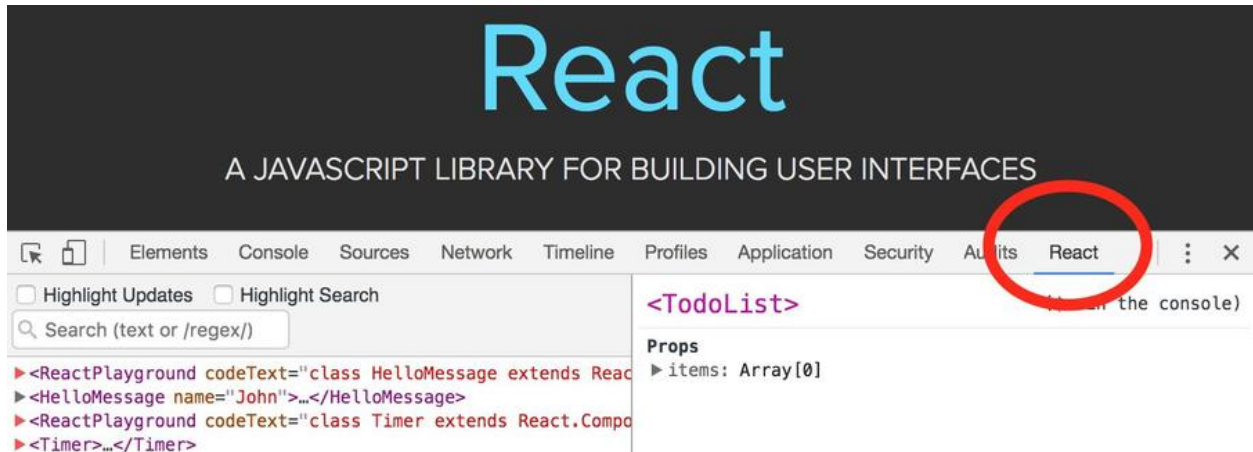 React
A JAVASCRIPT LIBRARY FOR BUILDING USER INTERFACES
Elements Console Sources Network Timeline Profiles Application Security Audits React
Highlight Updates Highlight Search
Search (text or /regex/)
<ReactPlayground codeText="class HelloMessage extends Reac
<HelloMessage name="John">…</HelloMessage>
<ReactPlayground codeText="class Timer extends React.Compo
<Timer>…</Timer>
<TodoList> in the console)
Props
items: Array[0]